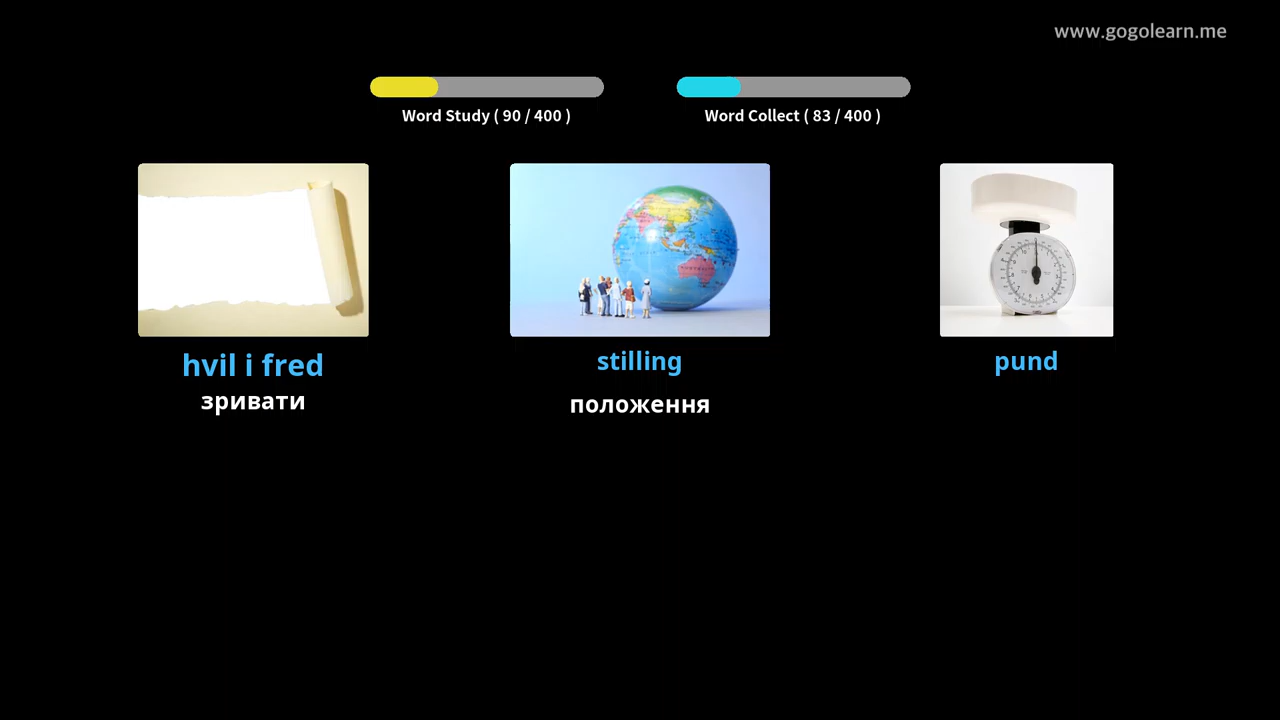 www.gogolearn.me
Word Study ( 90 / 400 )
Word Collect ( 83 / 400 )
hvil i fred
зривати
stilling
положення
pund